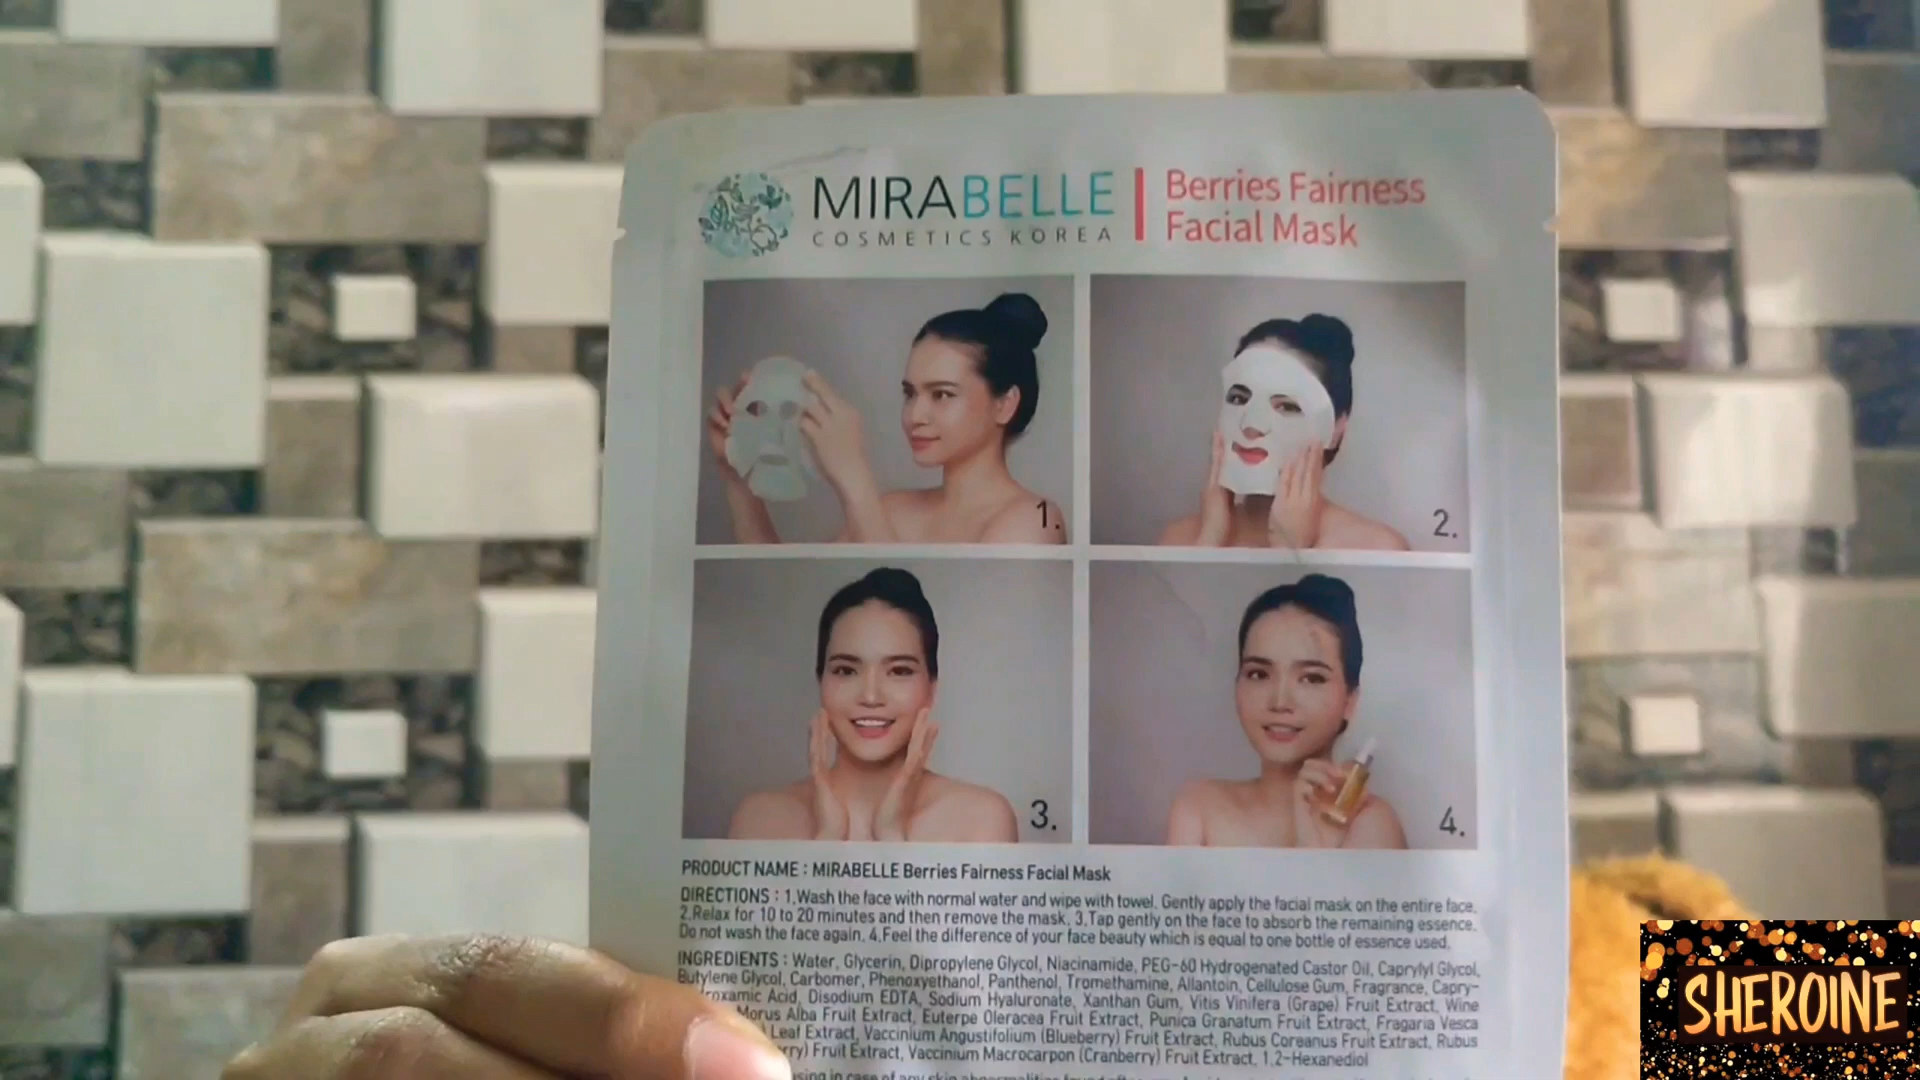 MIRABELLE
COSMETICS KOREA
Berries Fairness
Facial Mask
1.
2.
3.
4.
PRODUCT NAME : MIRABELLE Berries Fairness Facial Mask
DIRECTIONS : 1.Wash the face with normal water and wipe with towel. Gently apply the facial mask on the entire face.
2.Relax for 10 to 20 minutes and then remove the mask. 3.Tap gently on the face to absorb the remaining essence.
Do not wash the face again. 4.Feel the difference of your face beauty which is equal to one bottle of essence used.
INGREDIENTS : Water, Glycerin, Dipropylene Glycol, Niacinamide, PEG-60 Hydrogenated Castor Oil, Caprylyl Glycol,
Butylene Glycol, Carbomer, Phenoxyethanol, Panthenol, Tromethamine, Allantoin, Cellulose Gum, Fragrance, Capry-
Acid, Disodium EDTA, Sodium Hyaluronate, Xanthan Gum, Vitis Vinifera (Grape) Fruit Extract, Wine
Morus Alba Fruit Extract, Euterpe Oleracea Fruit Extract, Punica Granatum Fruit Extract, Fragaria Vesca
Leaf Extract, Vaccinium Angustifolium (Blueberry) Fruit Extract, Rubus Coreanus Fruit Extract, Rubus
Fruit Extract, Vaccinium Macrocarpon (Cranberry) Fruit Extract, 1,2-Hexanediol
SHEROINE